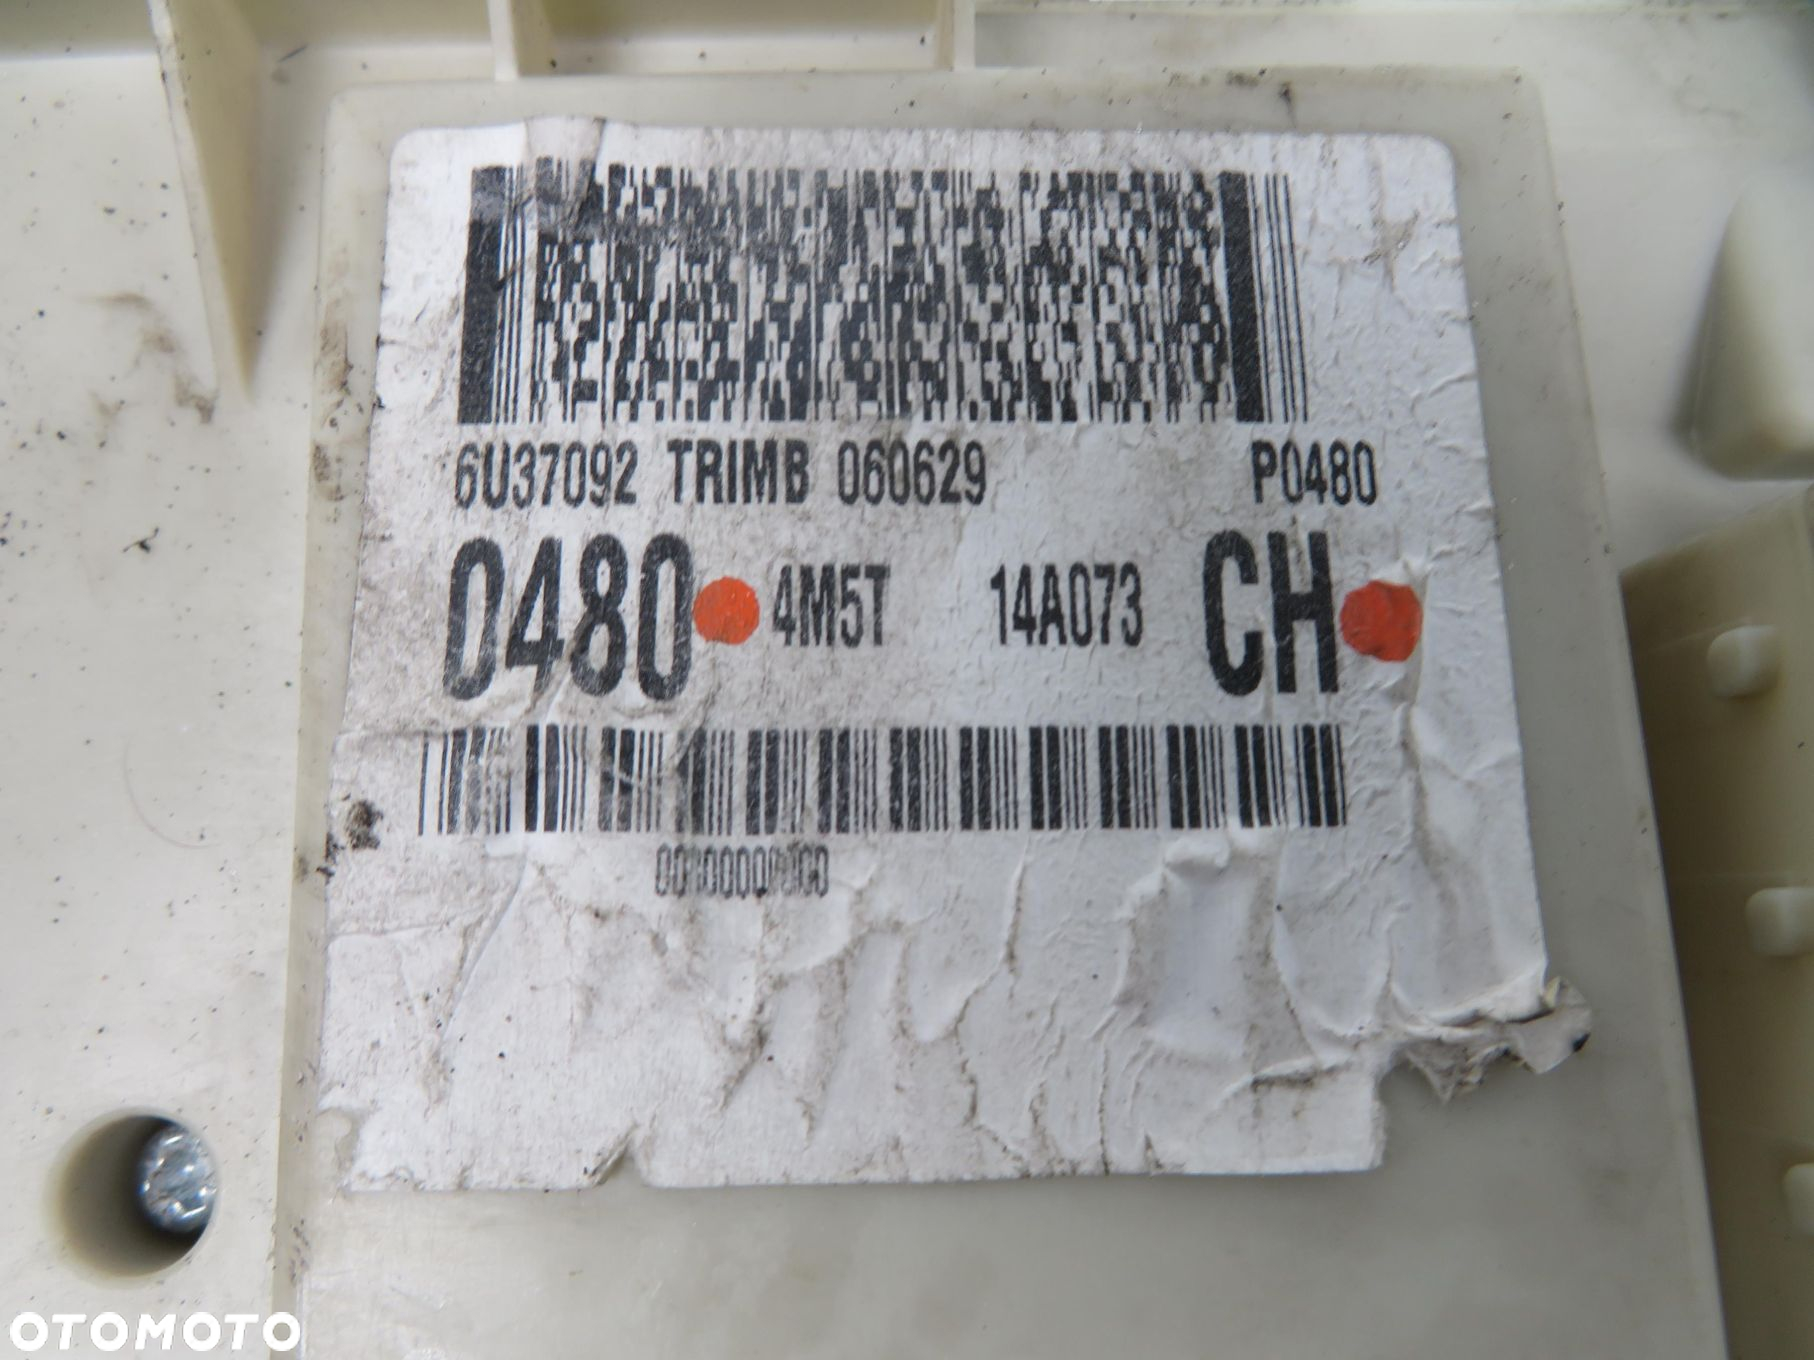 6U37092 TRIMB 060629 P0480
0480 4M5T 14A073 CH
OTOMOTO